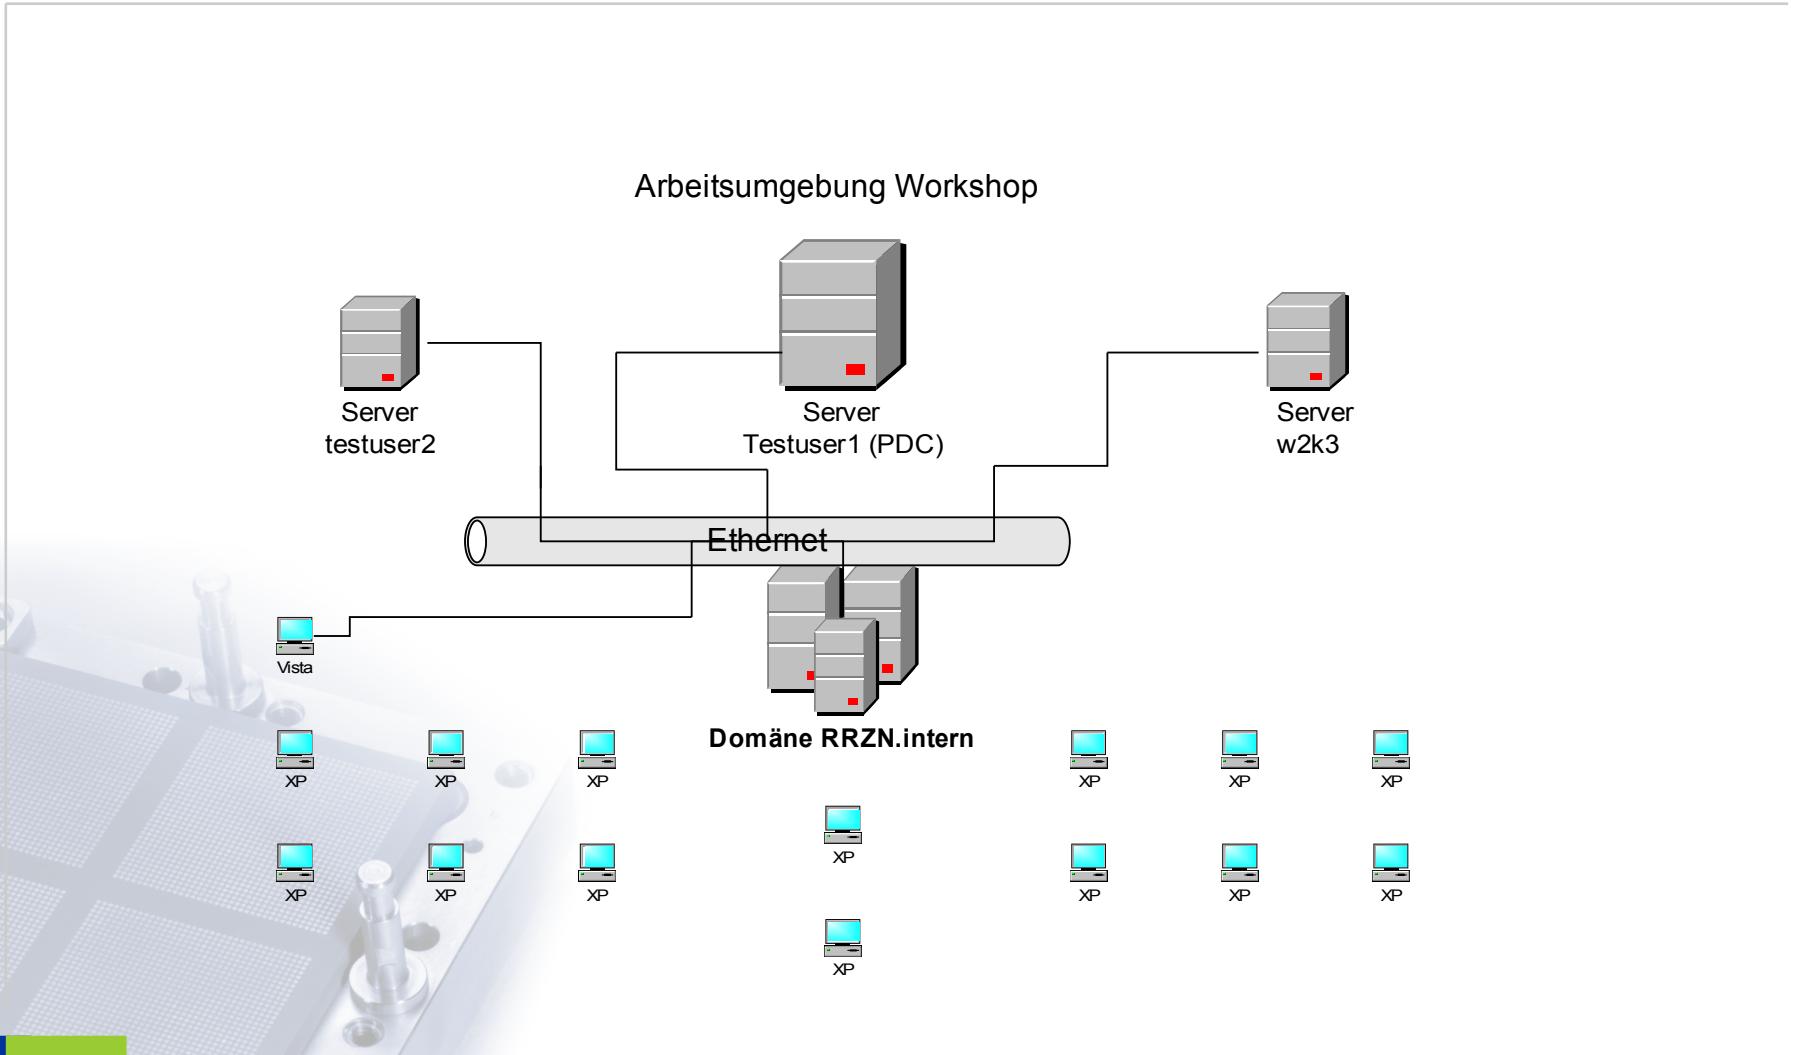 Arbeitsumgebung Workshop
Server
testuser2
Server
Testuser1 (PDC)
Server
w2k3
Ethernet
Vista
Domäne RRZN.intern
XP
XP
XP
XP
XP
XP
XP
XP
XP
XP
XP
XP
XP
XP